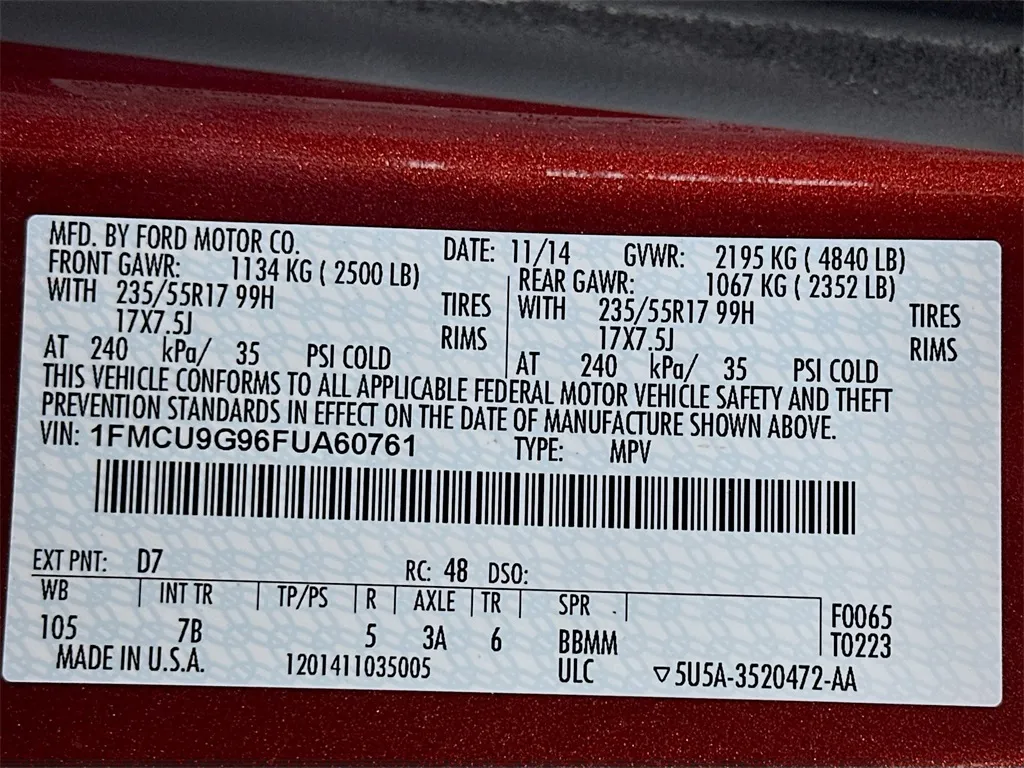 MFD. BY FORD MOTOR CO. DATE: 11/14 GVWR: 2195 KG ( 4840 LB)
FRONT GAWR: 1134 KG ( 2500 LB) REAR GAWR: 1067 KG ( 2352 LB)
WITH 235/55R17 99H TIRES WITH 235/55R17 99H TIRES
17X7.5J RIMS 17X7.5J RIMS
AT 240 kPa/ 35 PSI COLD AT 240 kPa/ 35 PSI COLD
THIS VEHICLE CONFORMS TO ALL APPLICABLE FEDERAL MOTOR VEHICLE SAFETY AND THEFT
PREVENTION STANDARDS IN EFFECT ON THE DATE OF MANUFACTURE SHOWN ABOVE.
VIN: 1FMCU9G96FUA60761 TYPE: MPV
EXT PNT: D7 RC: 48 DSO:
WB INT TR TP/PS R AXLE TR SPR F0065
105 7B 5 3A 6 BBMM T0223
MADE IN U.S.A. 1201411035005 ULC ▽5U5A-3520472-AA